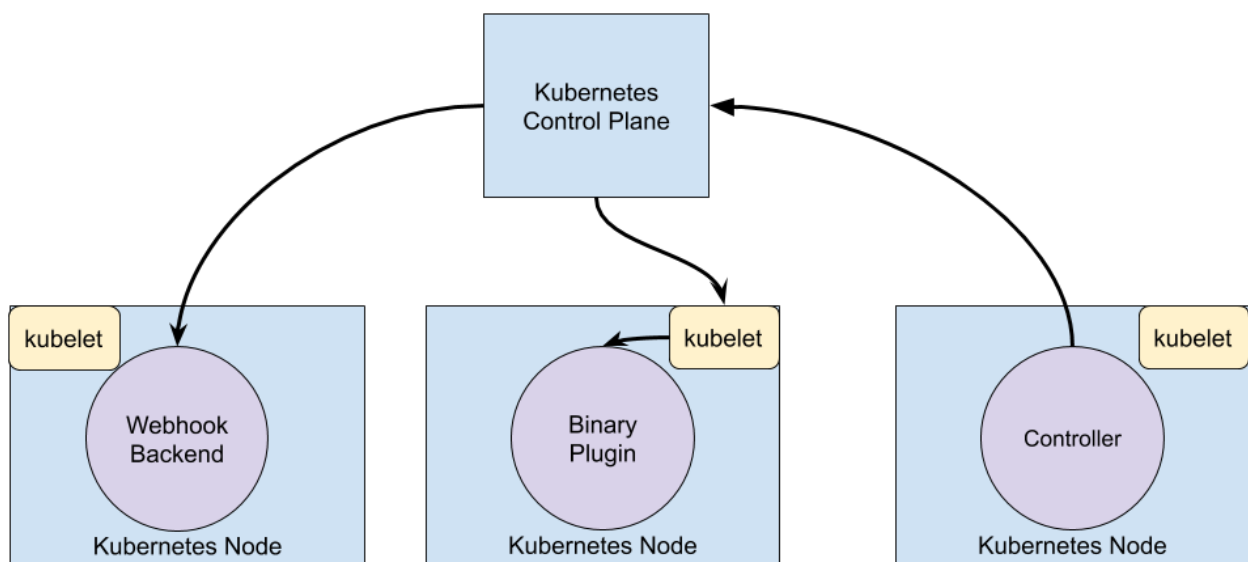 Kubernetes
Control Plane
kubelet
Webhook
Backend
Kubernetes Node
kubelet
Binary
Plugin
Kubernetes Node
kubelet
Controller
Kubernetes Node